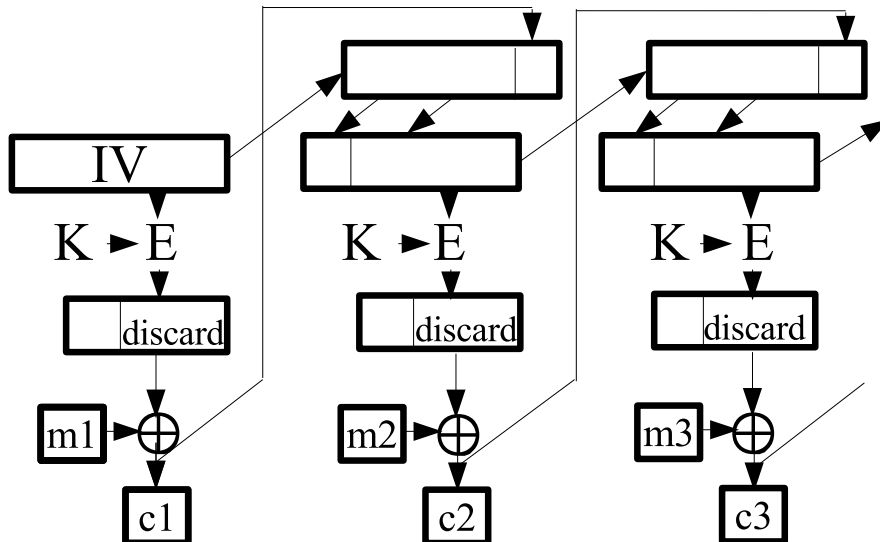 IV
K E K E K E
discard discard discard
m1 m2 m3
c1 c2 c3